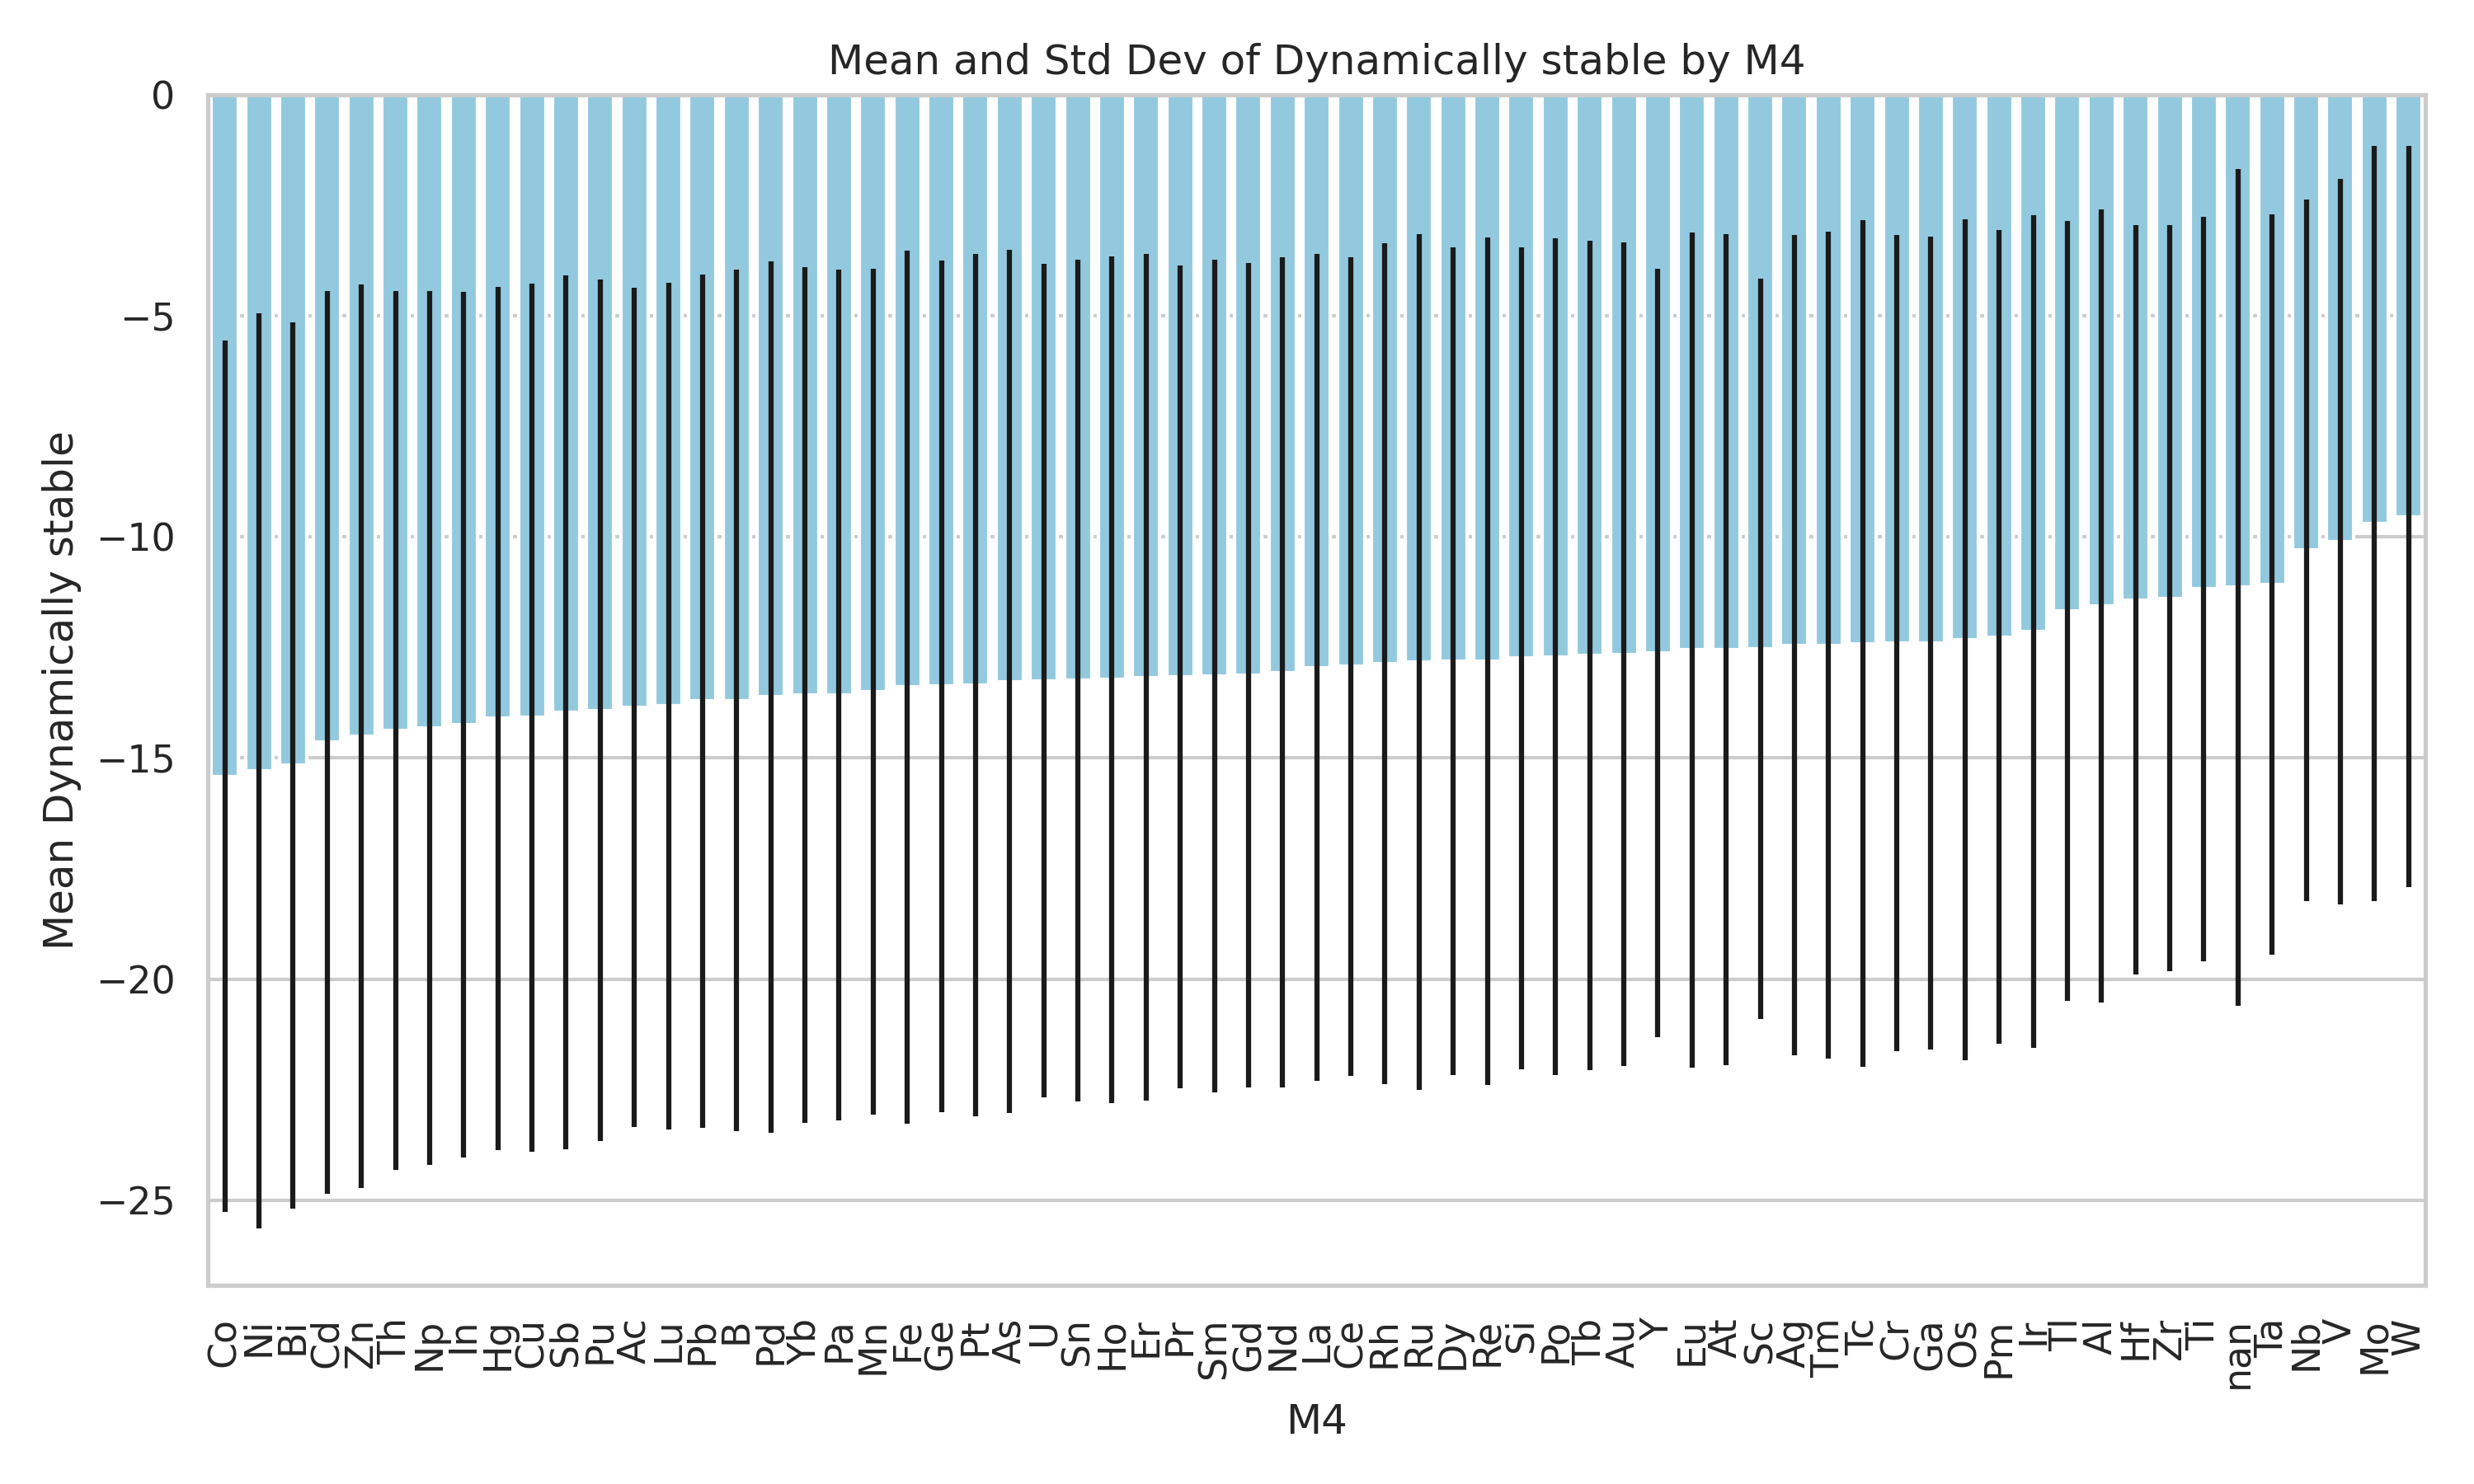 Mean and Std Dev of Dynamically stable by M4
Mean Dynamically stable
0
−5
−10
−15
−20
−25
Co
Ni
Bi
Cd
Zn
Th
Np
In
Hg
Cu
Sb
Pu
Ac
Lu
Pb
B
Pd
Yb
Pa
Mn
Fe
Ge
Pt
As
U
Sn
Ho
Er
Pr
Sm
Gd
Nd
La
Ce
Rh
Ru
Dy
Re
Si
Po
Tb
Au
Y
Eu
At
Sc
Ag
Tm
Tc
Cr
Ga
Os
Pm
Ir
Tl
Al
Hf
Zr
Ti
nan
Ta
Nb
V
Mo
W
M4